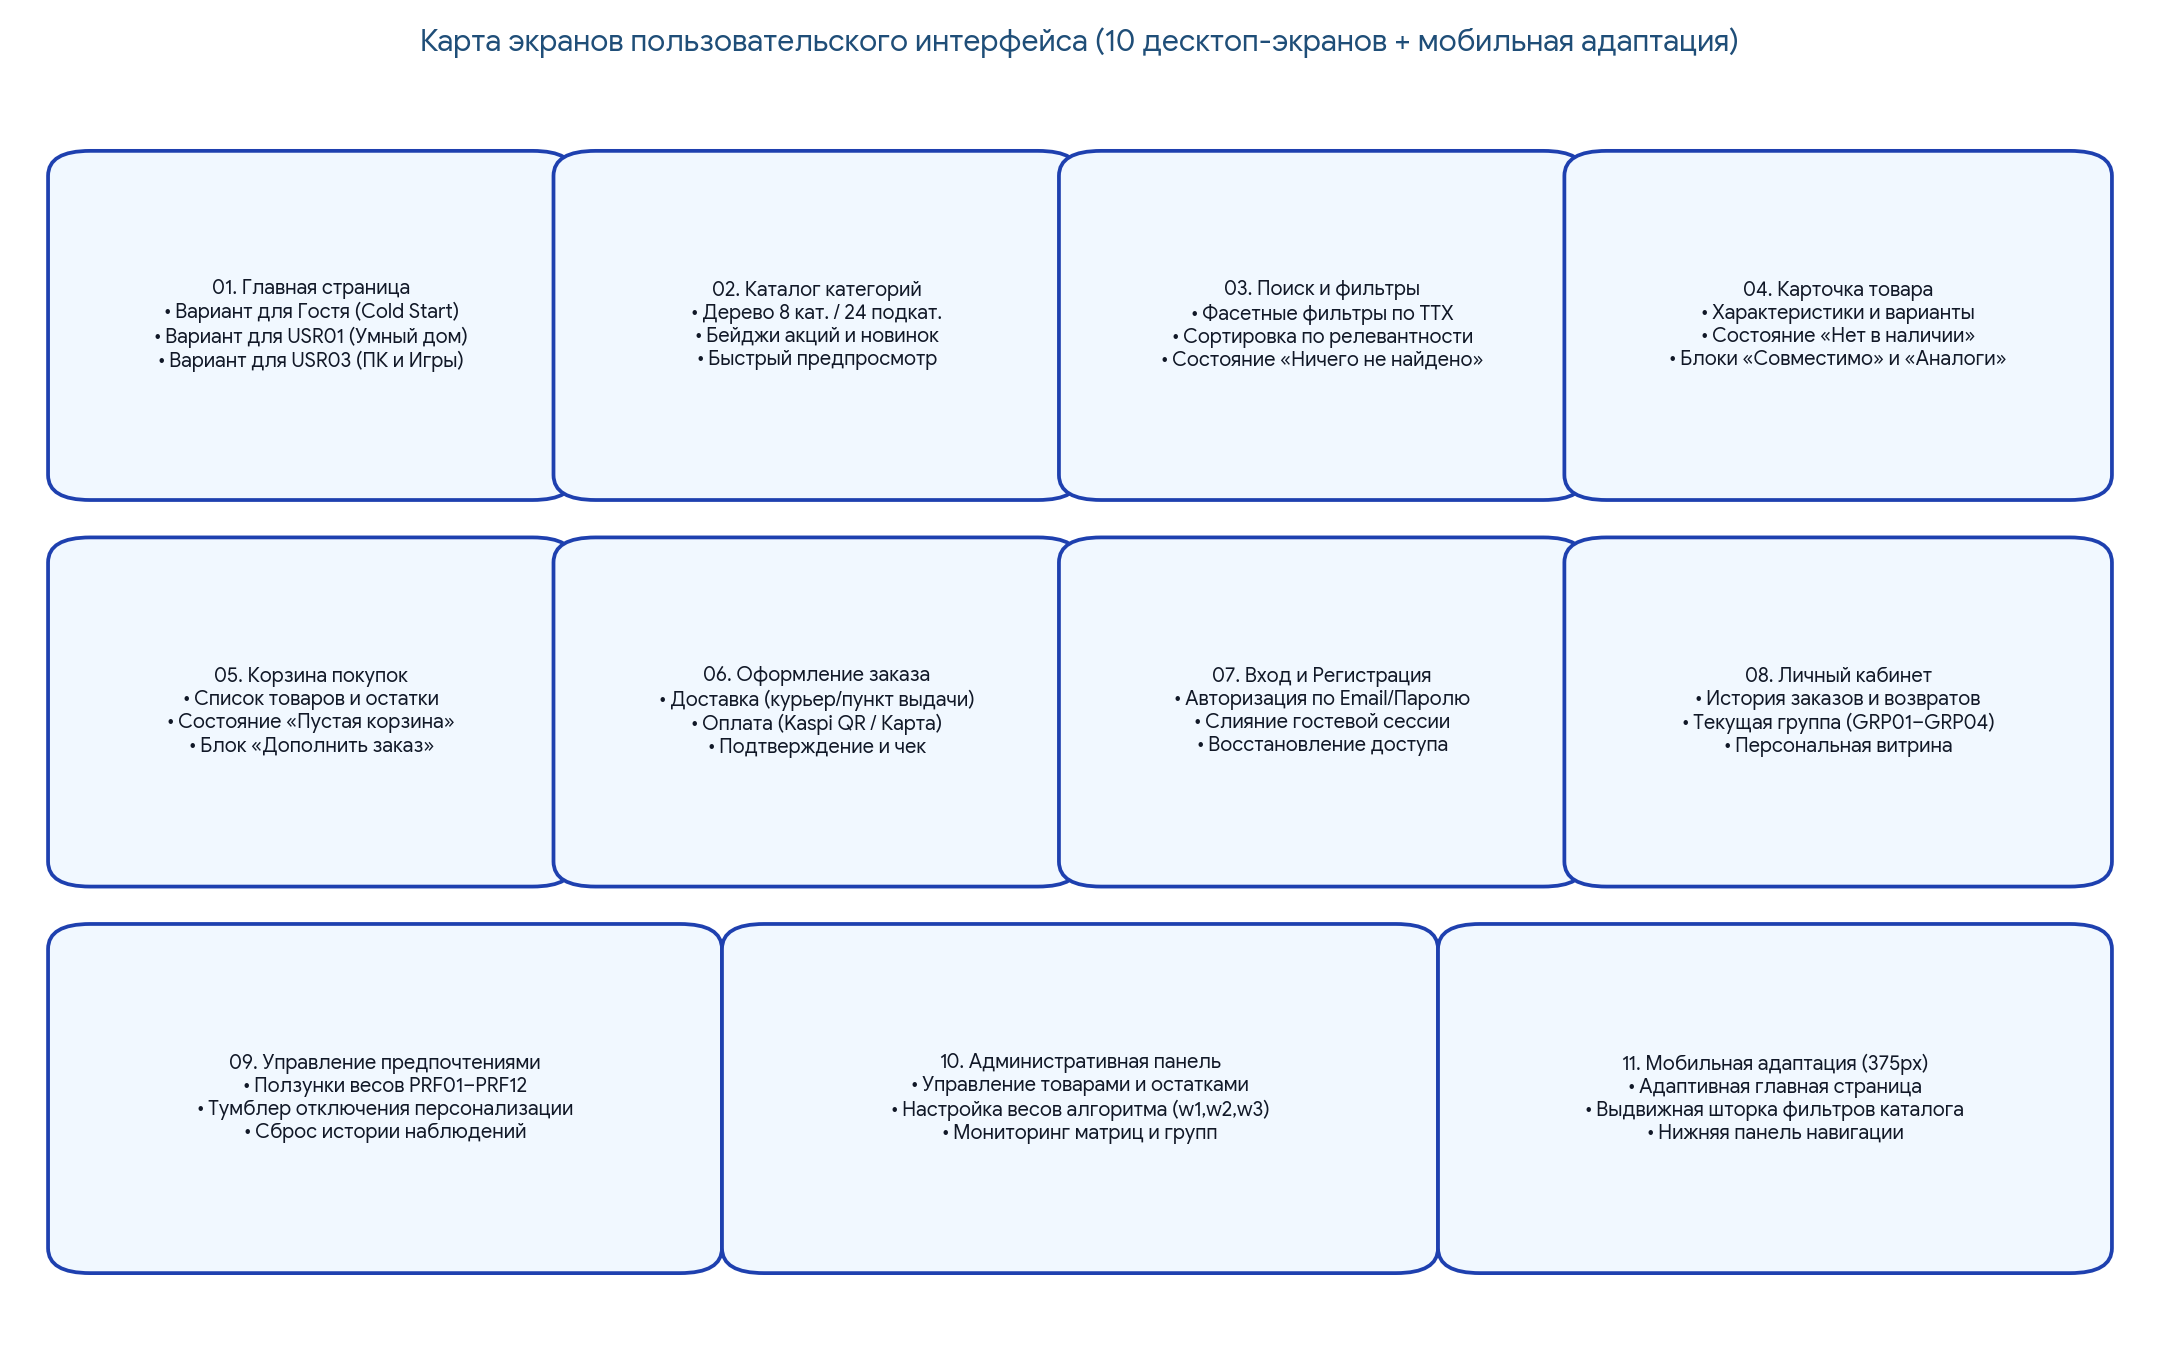 Карта экранов пользовательского интерфейса (10 десктоп-экранов + мобильная адаптация)
01. Главная страница
• Вариант для Гостя (Cold Start)
• Вариант для USR01 (Умный дом)
• Вариант для USR03 (ПК и Игры)
02. Каталог категорий
• Дерево 8 кат. / 24 подкат.
• Бейджи акций и новинок
• Быстрый предпросмотр
03. Поиск и фильтры
• Фасетные фильтры по ТТХ
• Сортировка по релевантности
• Состояние «Ничего не найдено»
04. Карточка товара
• Характеристики и варианты
• Состояние «Нет в наличии»
• Блоки «Совместимо» и «Аналоги»
05. Корзина покупок
• Список товаров и остатки
• Состояние «Пустая корзина»
• Блок «Дополнить заказ»
06. Оформление заказа
• Доставка (курьер/пункт выдачи)
• Оплата (Kaspi QR / Карта)
• Подтверждение и чек
07. Вход и Регистрация
• Авторизация по Email/Паролю
• Слияние гостевой сессии
• Восстановление доступа
08. Личный кабинет
• История заказов и возвратов
• Текущая группа (GRP01–GRP04)
• Персональная витрина
09. Управление предпочтениями
• Ползунки весов PRF01–PRF12
• Тумблер отключения персонализации
• Сброс истории наблюдений
10. Административная панель
• Управление товарами и остатками
• Настройка весов алгоритма (w1,w2,w3)
• Мониторинг матриц и групп
11. Мобильная адаптация (375px)
• Адаптивная главная страница
• Выдвижная шторка фильтров каталога
• Нижняя панель навигации